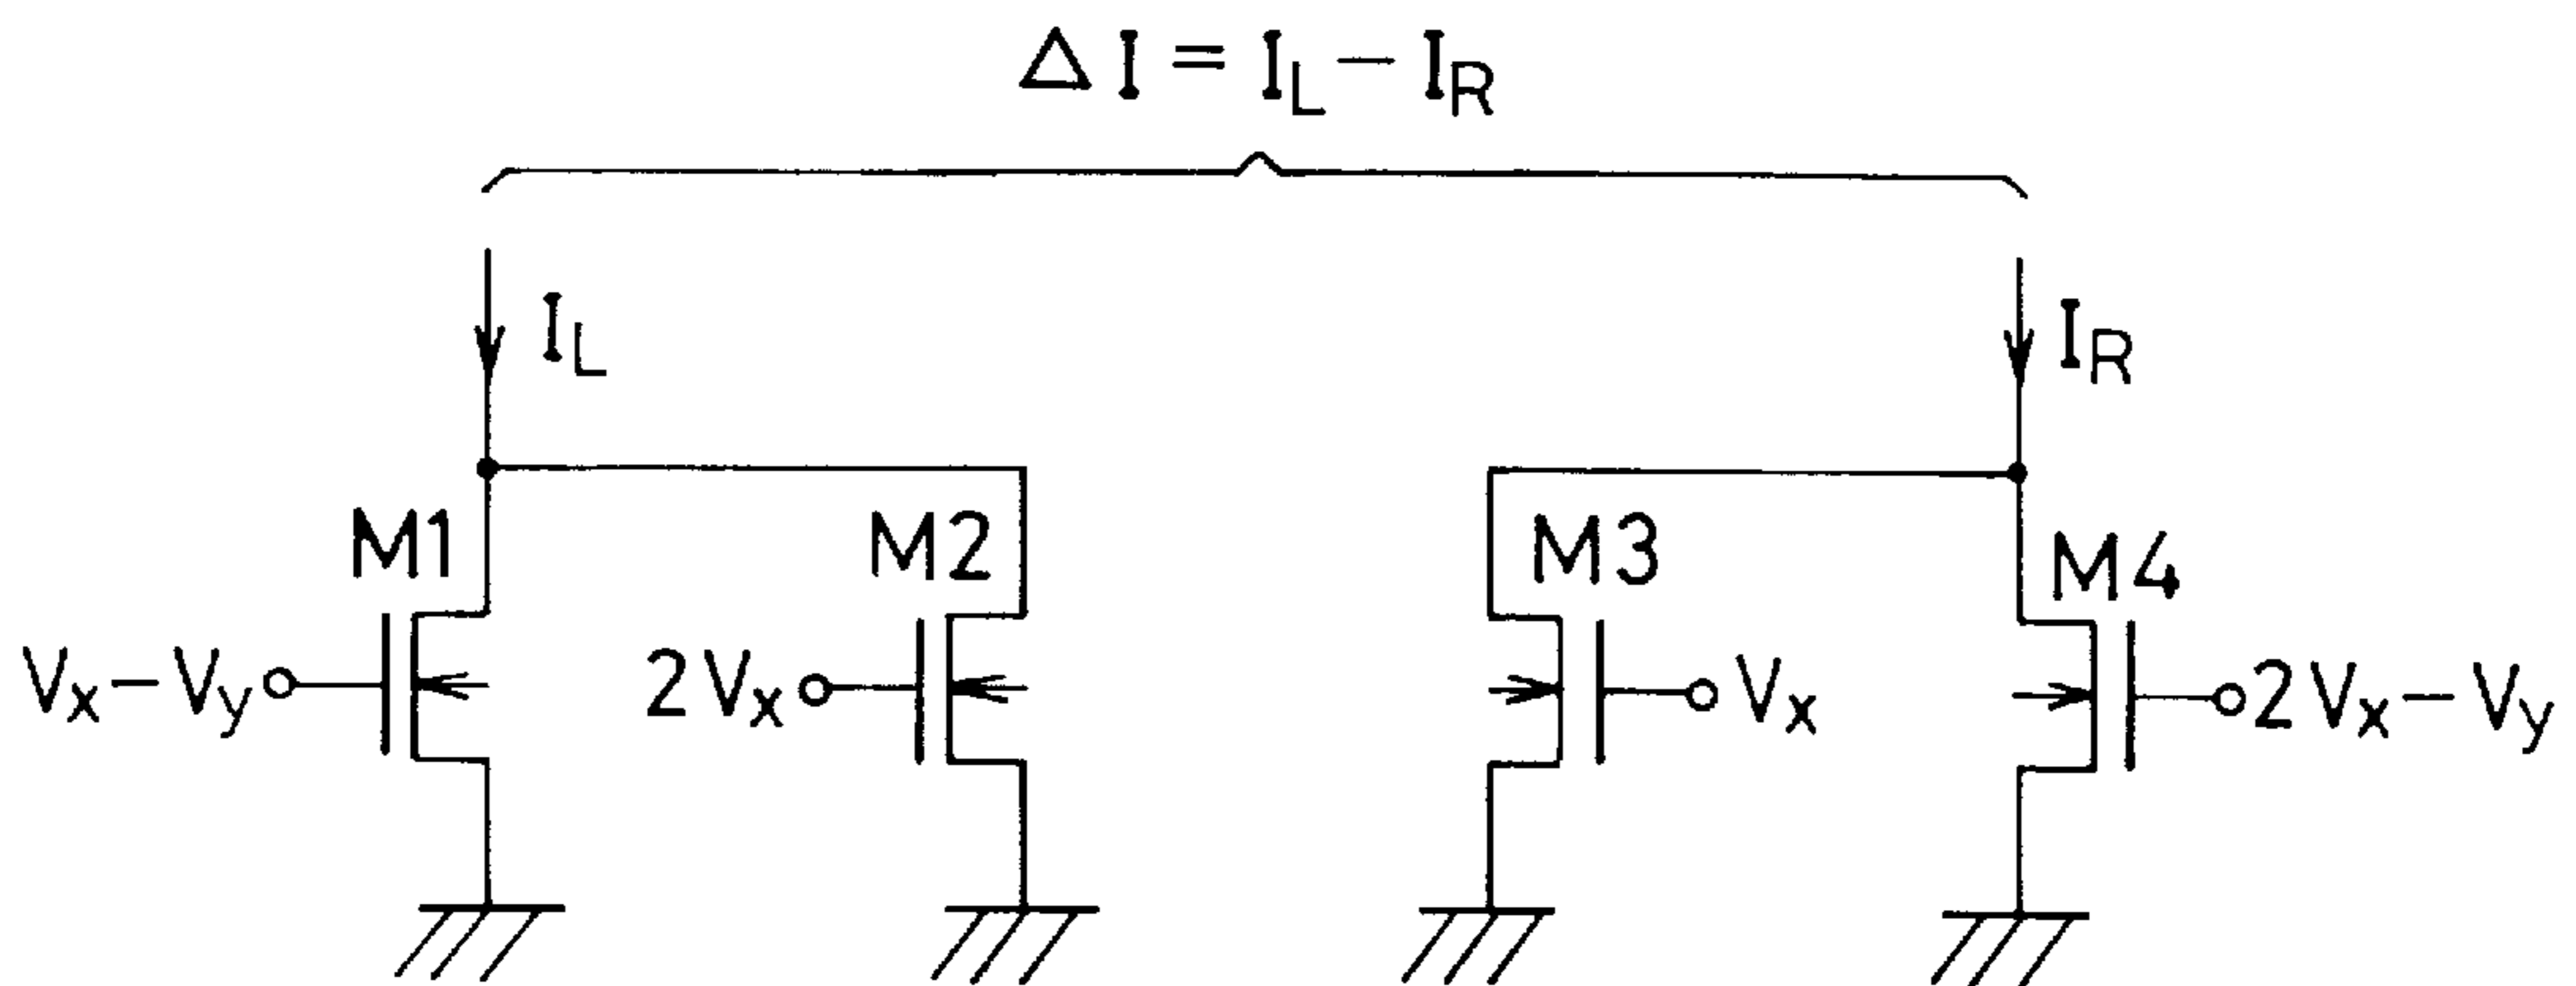 ΔI = I_L − I_R
I_L
I_R
M1
M2
M3
M4
V_x − V_y
2V_x
V_x
2V_x − V_y